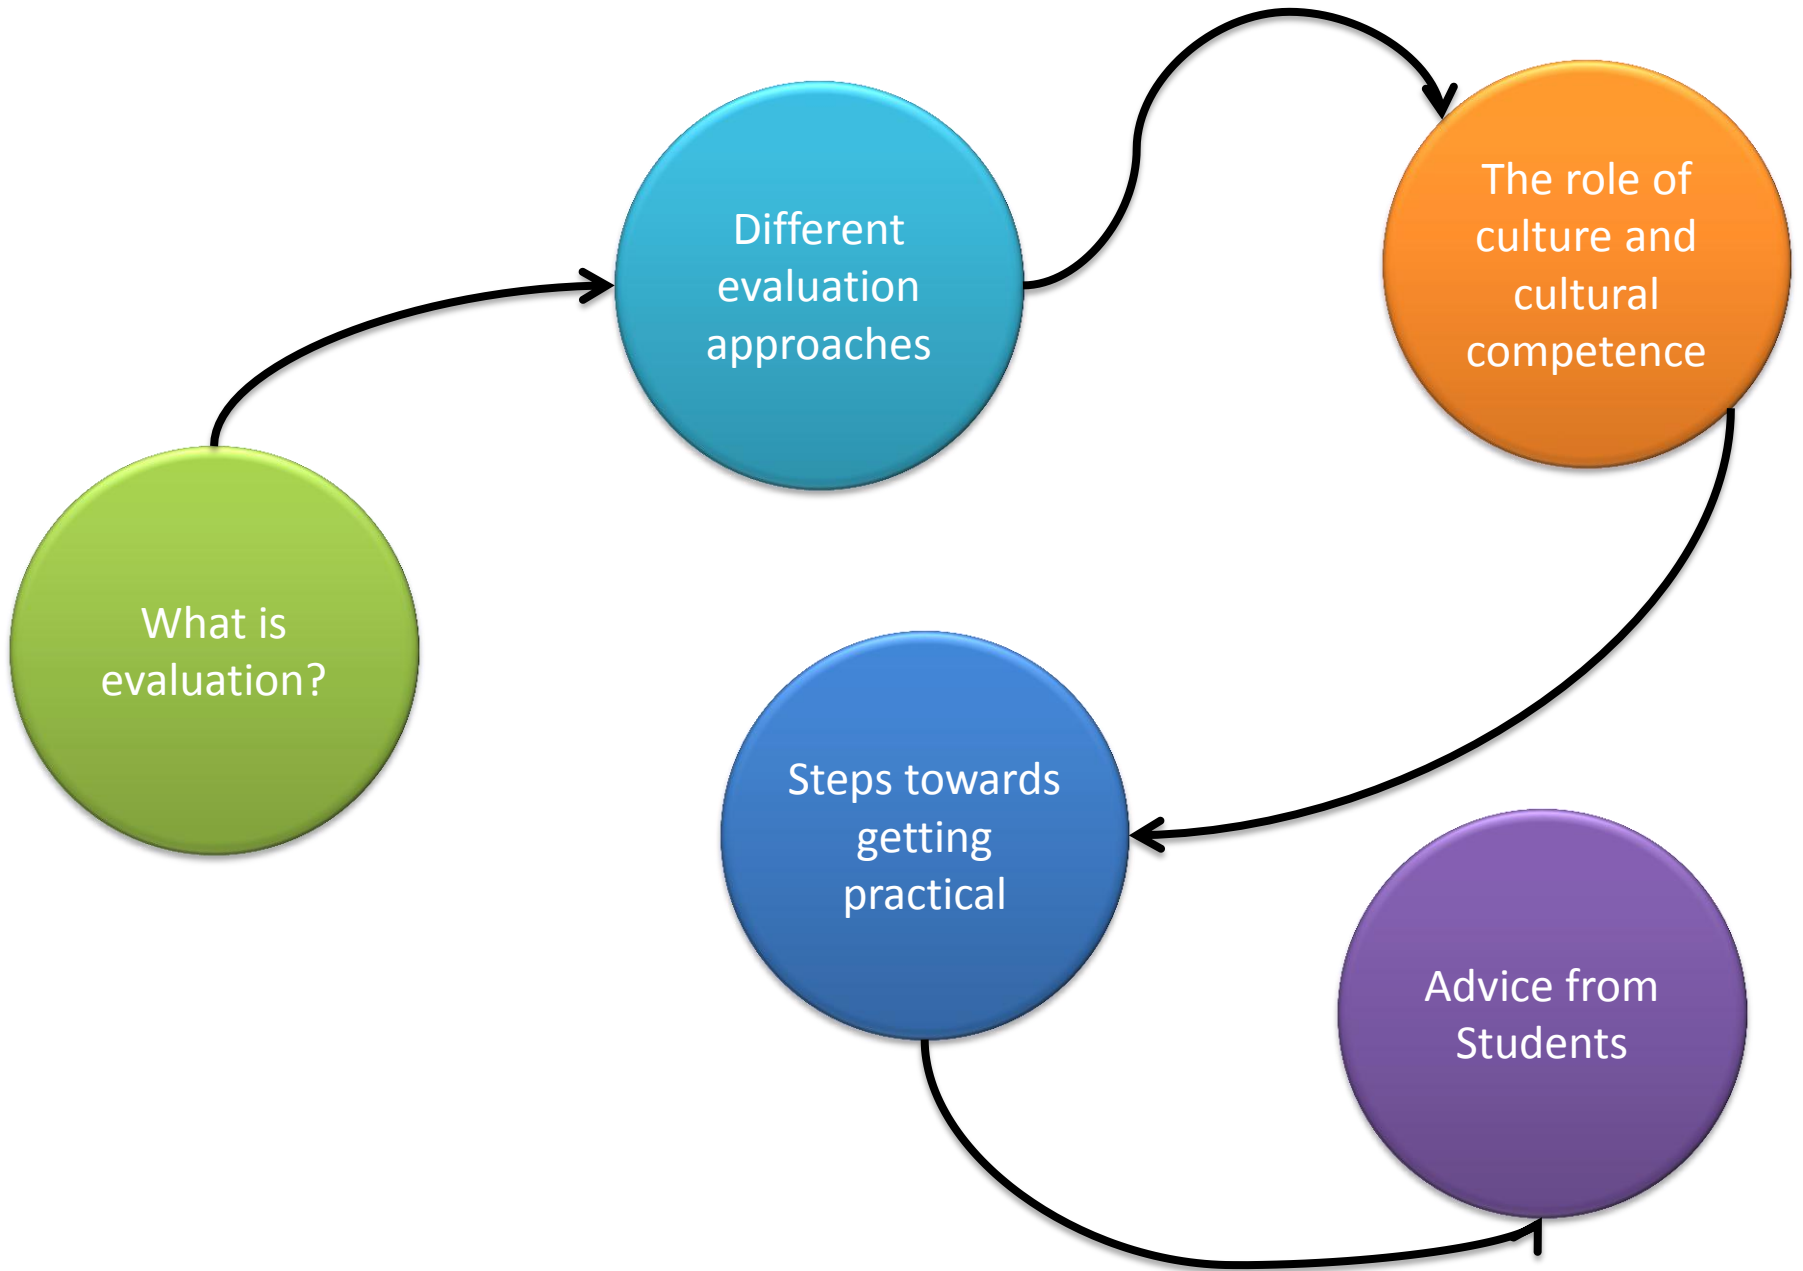 What is
evaluation?
Different
evaluation
approaches
The role of
culture and
cultural
competence
Steps towards
getting
practical
Advice from
Students